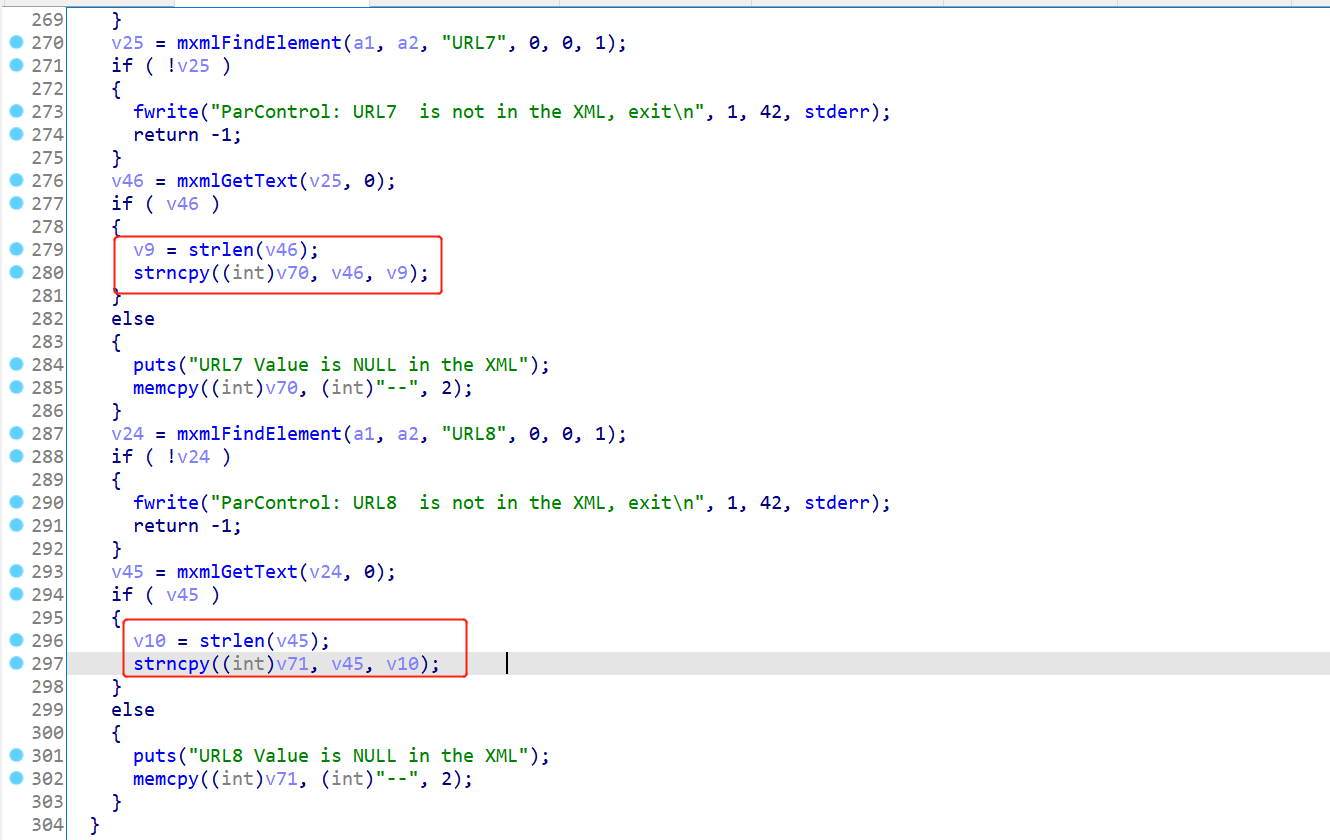 269 }
270 v25 = mxmlFindElement(a1, a2, "URL7", 0, 0, 1);
271 if ( !v25 )
272 {
273 fwrite("ParControl: URL7  is not in the XML, exit\n", 1, 42, stderr);
274 return -1;
275 }
276 v46 = mxmlGetText(v25, 0);
277 if ( v46 )
278 {
279 v9 = strlen(v46);
280 strncpy((int)v70, v46, v9);
281 }
282 else
283 {
284 puts("URL7 Value is NULL in the XML");
285 memcpy((int)v70, (int)"--", 2);
286 }
287 v24 = mxmlFindElement(a1, a2, "URL8", 0, 0, 1);
288 if ( !v24 )
289 {
290 fwrite("ParControl: URL8  is not in the XML, exit\n", 1, 42, stderr);
291 return -1;
292 }
293 v45 = mxmlGetText(v24, 0);
294 if ( v45 )
295 {
296 v10 = strlen(v45);
297 strncpy((int)v71, v45, v10);
298 }
299 else
300 {
301 puts("URL8 Value is NULL in the XML");
302 memcpy((int)v71, (int)"--", 2);
303 }
304 }